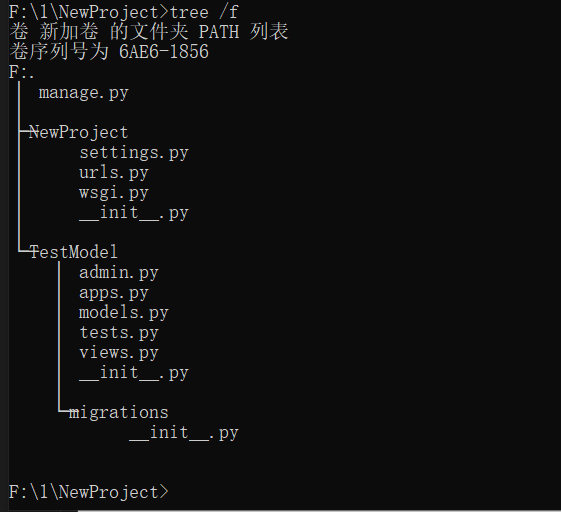 F:\l\NewProject>tree /f
卷 新加卷 的文件夹 PATH 列表
卷序列号为 6AE6-1856
F:.
│  manage.py
│
├─NewProject
│      settings.py
│      urls.py
│      wsgi.py
│      __init__.py
│
└─TestModel
    │  admin.py
    │  apps.py
    │  models.py
    │  tests.py
    │  views.py
    │  __init__.py
    │
    └─migrations
            __init__.py
F:\l\NewProject>